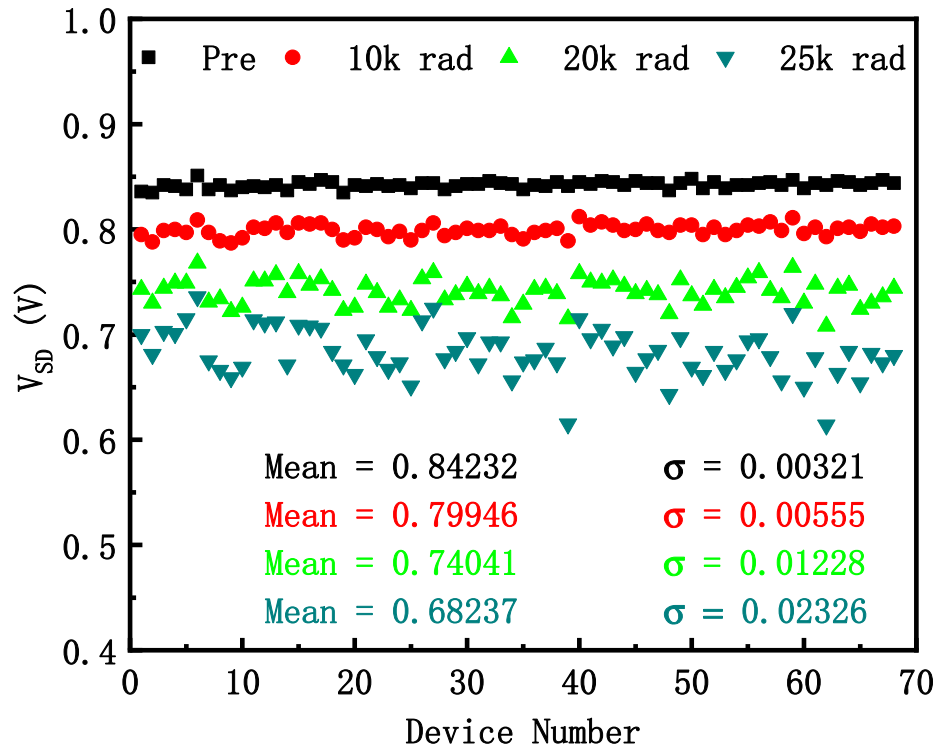 1.0
Pre 10k rad 20k rad 25k rad
0.9
0.8
0.7
0.6
0.5
0.4
V_SD (V)
Mean = 0.84232 σ = 0.00321
Mean = 0.79946 σ = 0.00555
Mean = 0.74041 σ = 0.01228
Mean = 0.68237 σ = 0.02326
0 10 20 30 40 50 60 70
Device Number